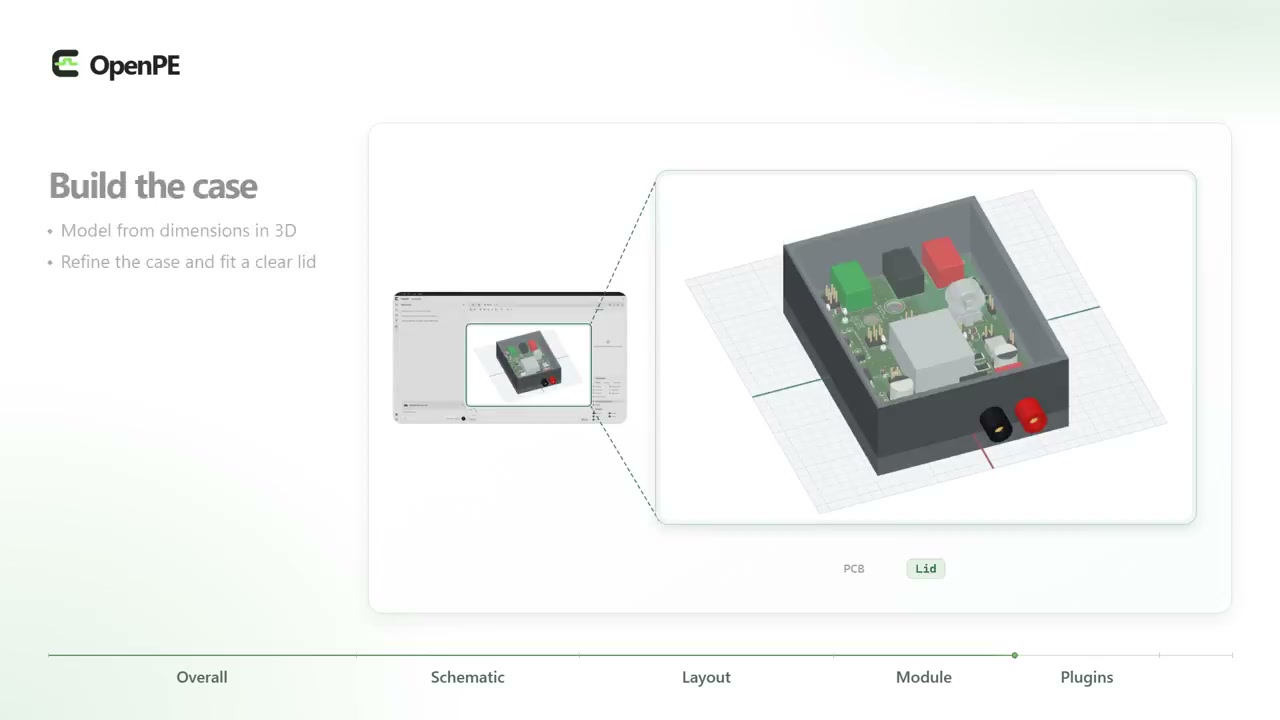 OpenPE
Build the case
• Model from dimensions in 3D
• Refine the case and fit a clear lid
PCB
Lid
Overall
Schematic
Layout
Module
Plugins